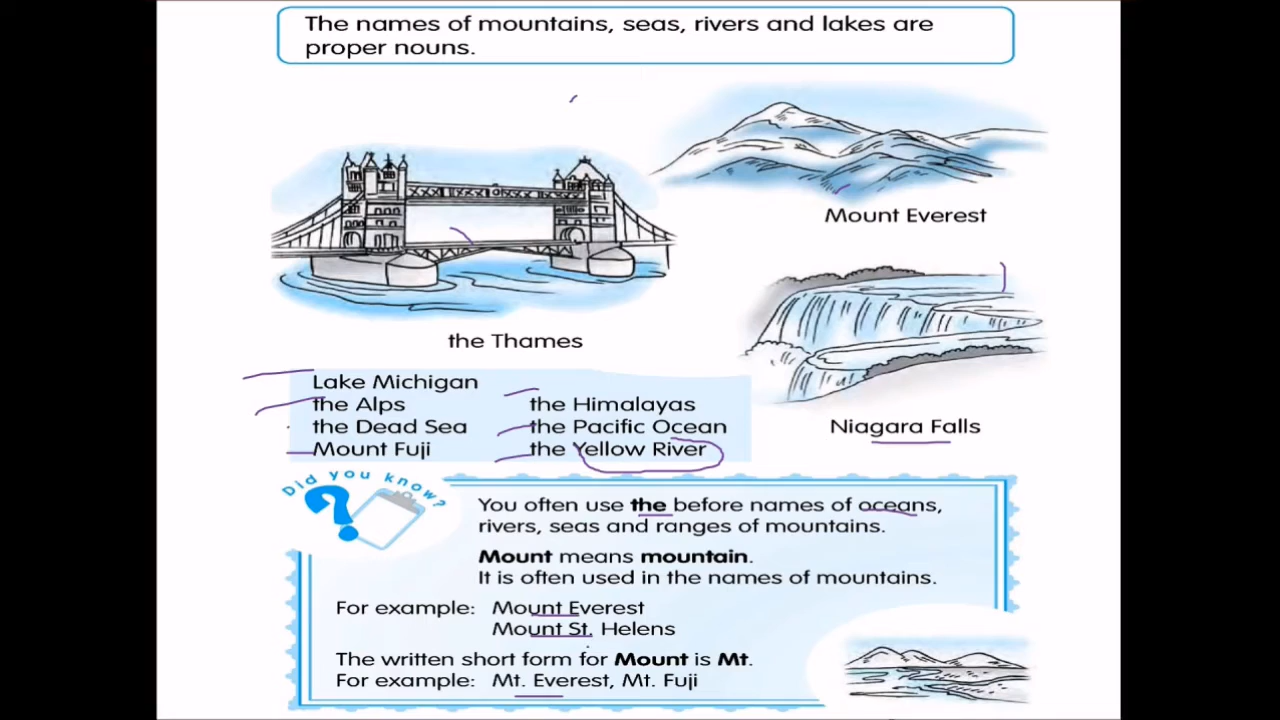 The names of mountains, seas, rivers and lakes are
proper nouns.
Mount Everest
the Thames
Niagara Falls
Lake Michigan
the Alps
the Dead Sea
Mount Fuji
the Himalayas
the Pacific Ocean
the Yellow River
Did you know?
You often use the before names of oceans,
rivers, seas and ranges of mountains.
Mount means mountain.
It is often used in the names of mountains.
For example: Mount Everest
Mount St. Helens
The written short form for Mount is Mt.
For example: Mt. Everest, Mt. Fuji